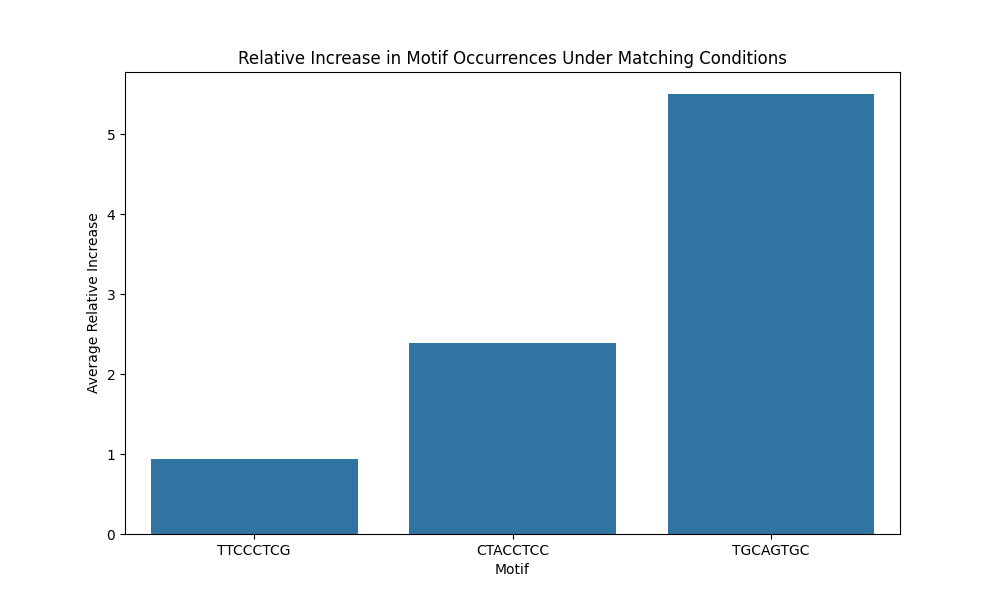 Relative Increase in Motif Occurrences Under Matching Conditions
Average Relative Increase
5
4
3
2
1
0
TTCCCTCG CTACCTCC TGCAGTGC
Motif